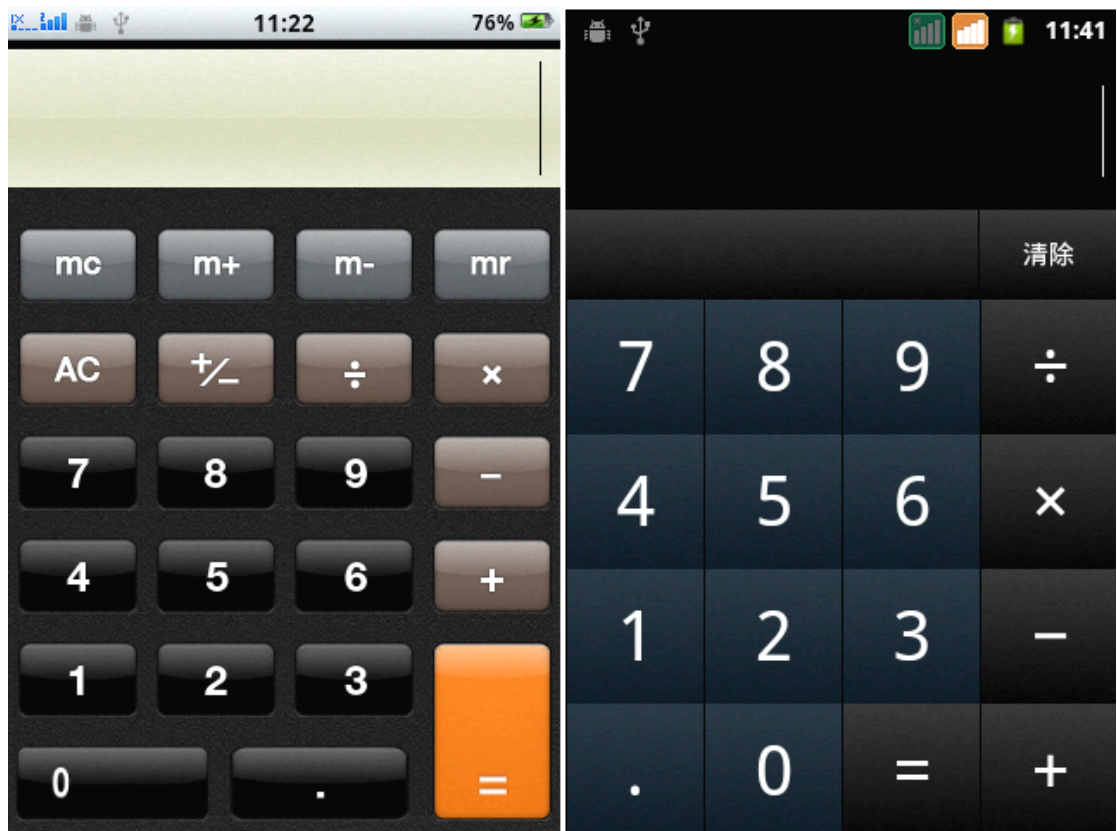 11:22 76%
mc m+ m- mr
AC +/− ÷ ×
7 8 9 −
4 5 6 +
1 2 3
0 . =
11:41
清除
7 8 9 ÷
4 5 6 ×
1 2 3 −
. 0 = +